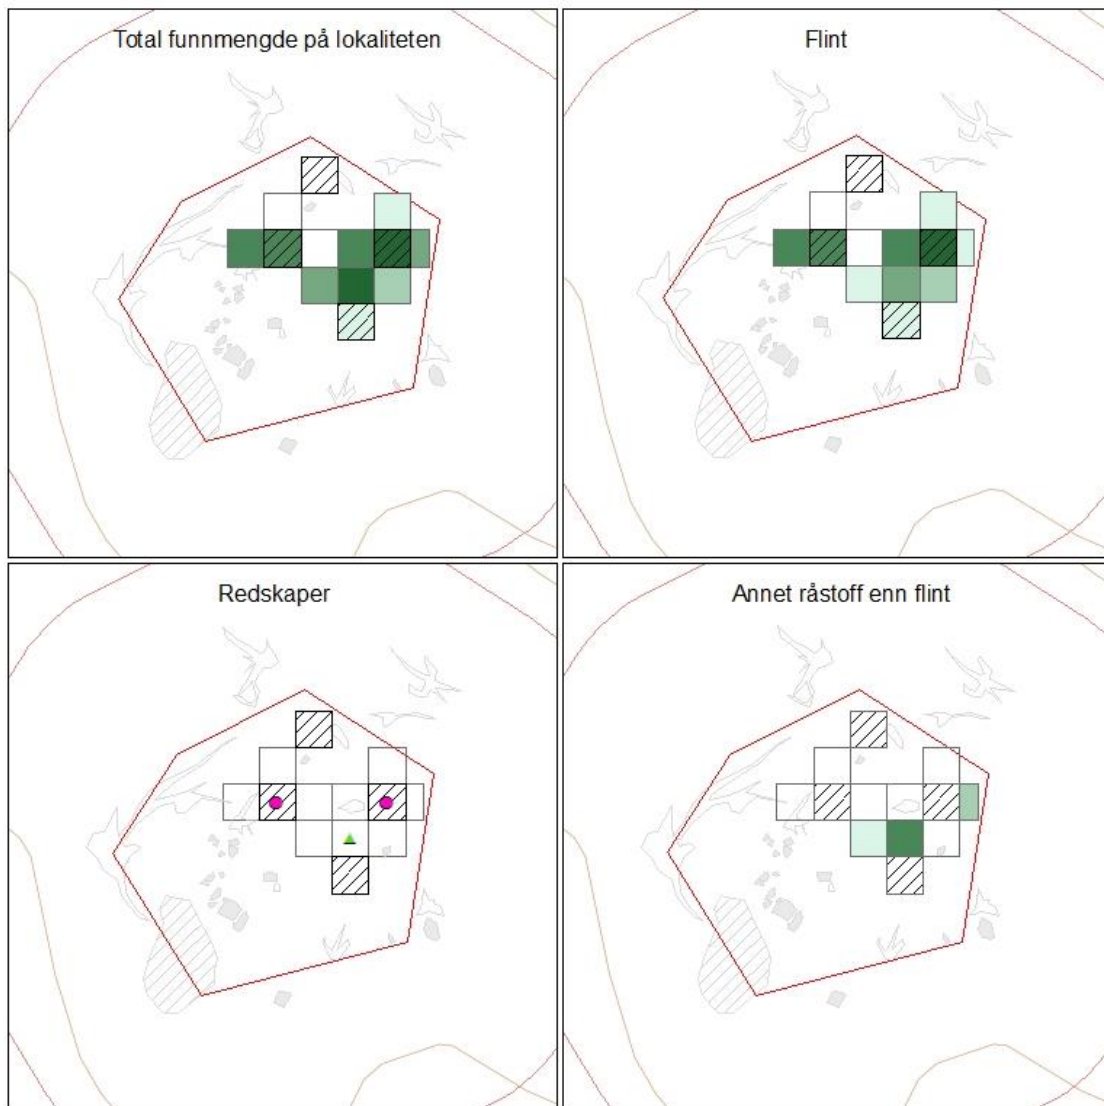 Total funnmengde på lokaliteten
Flint
Redskaper
Annet råstoff enn flint